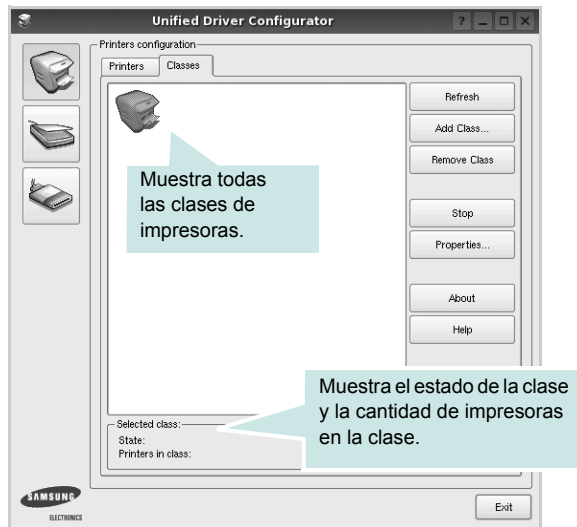 Unified Driver Configurator
Printers configuration
Printers
Classes
Refresh
Add Class...
Remove Class
Muestra todas
las clases de
impresoras.
Stop
Properties...
About
Help
Muestra el estado de la clase
y la cantidad de impresoras
en la clase.
Selected class:
State:
Printers in class:
SAMSUNG
ELECTRONICS
Exit